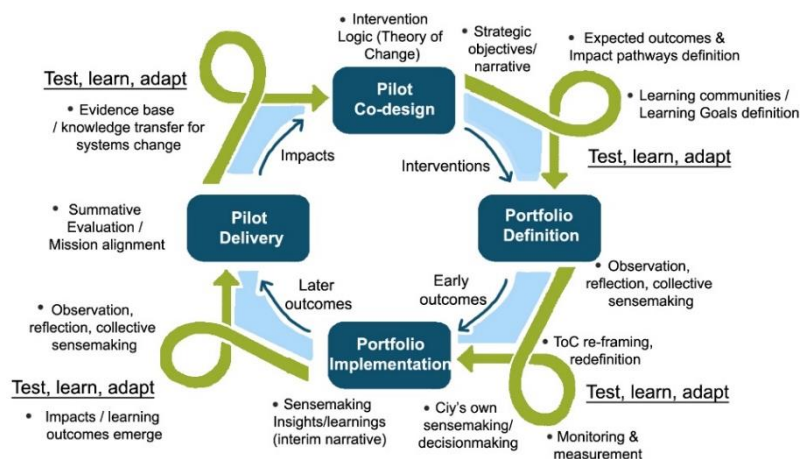 • Intervention
Logic (Theory of
Change)
• Strategic
objectives/
narrative
• Expected outcomes &
Impact pathways definition
Test, learn, adapt
• Evidence base
/ knowledge transfer for
systems change
Pilot
Co-design
• Learning communities /
Learning Goals definition
Test, learn, adapt
Impacts
Interventions
• Summative
Evaluation /
Mission alignment
Pilot
Delivery
Portfolio
Definition
• Observation,
reflection, collective
sensemaking
Later
outcomes
Early
outcomes
• Observation,
reflection, collective
sensemaking
Portfolio
Implementation
• ToC re-framing,
redefinition
Test, learn, adapt
• Impacts / learning
outcomes emerge
• Sensemaking
Insights/learnings
(interim narrative)
• Ciy's own
sensemaking/
decisionmaking
Test, learn, adapt
• Monitoring &
measurement